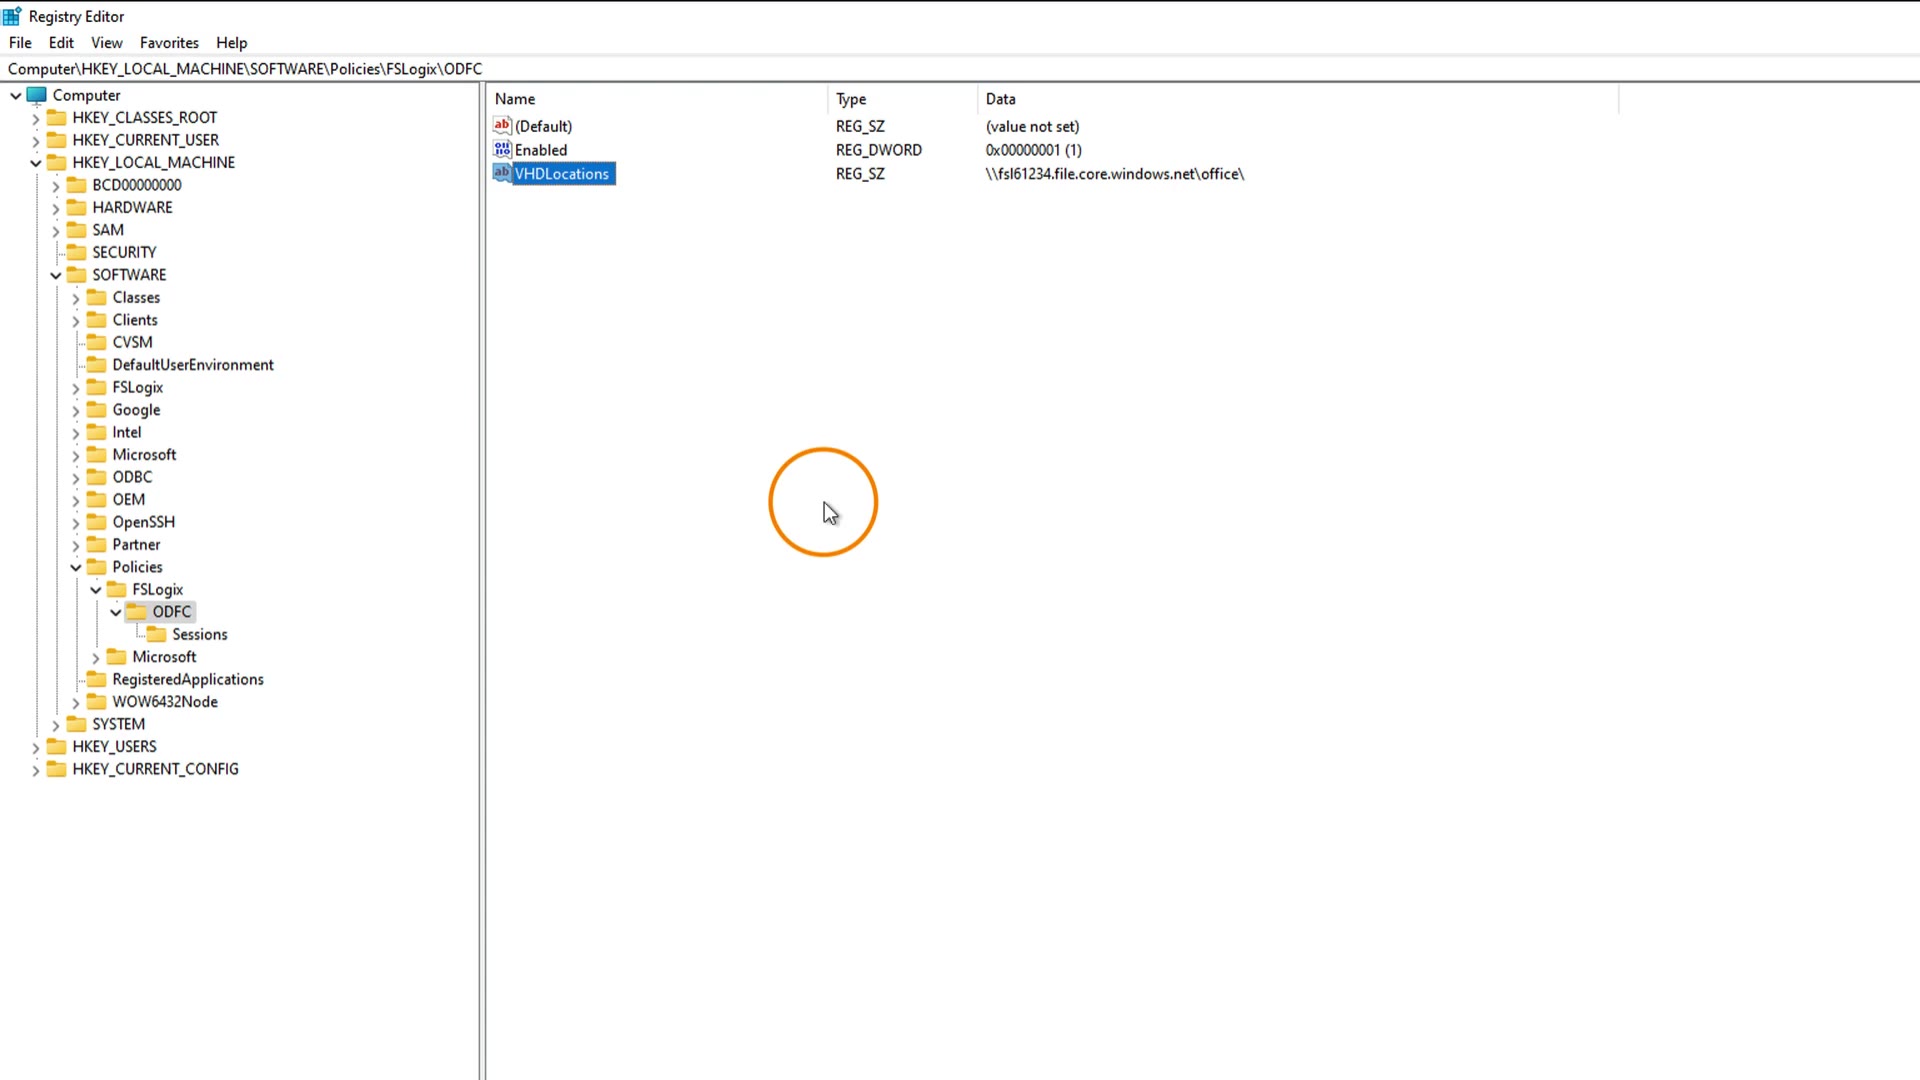 Registry Editor
File Edit View Favorites Help
Computer\HKEY_LOCAL_MACHINE\SOFTWARE\Policies\FSLogix\ODFC
Computer
HKEY_CLASSES_ROOT
HKEY_CURRENT_USER
HKEY_LOCAL_MACHINE
BCD00000000
HARDWARE
SAM
SECURITY
SOFTWARE
Classes
Clients
CVSM
DefaultUserEnvironment
FSLogix
Google
Intel
Microsoft
ODBC
OEM
OpenSSH
Partner
Policies
FSLogix
ODFC
Sessions
Microsoft
RegisteredApplications
WOW6432Node
SYSTEM
HKEY_USERS
HKEY_CURRENT_CONFIG
Name Type Data
(Default) REG_SZ (value not set)
Enabled REG_DWORD 0x00000001 (1)
VHDLocations REG_SZ \\fsl61234.file.core.windows.net\office\